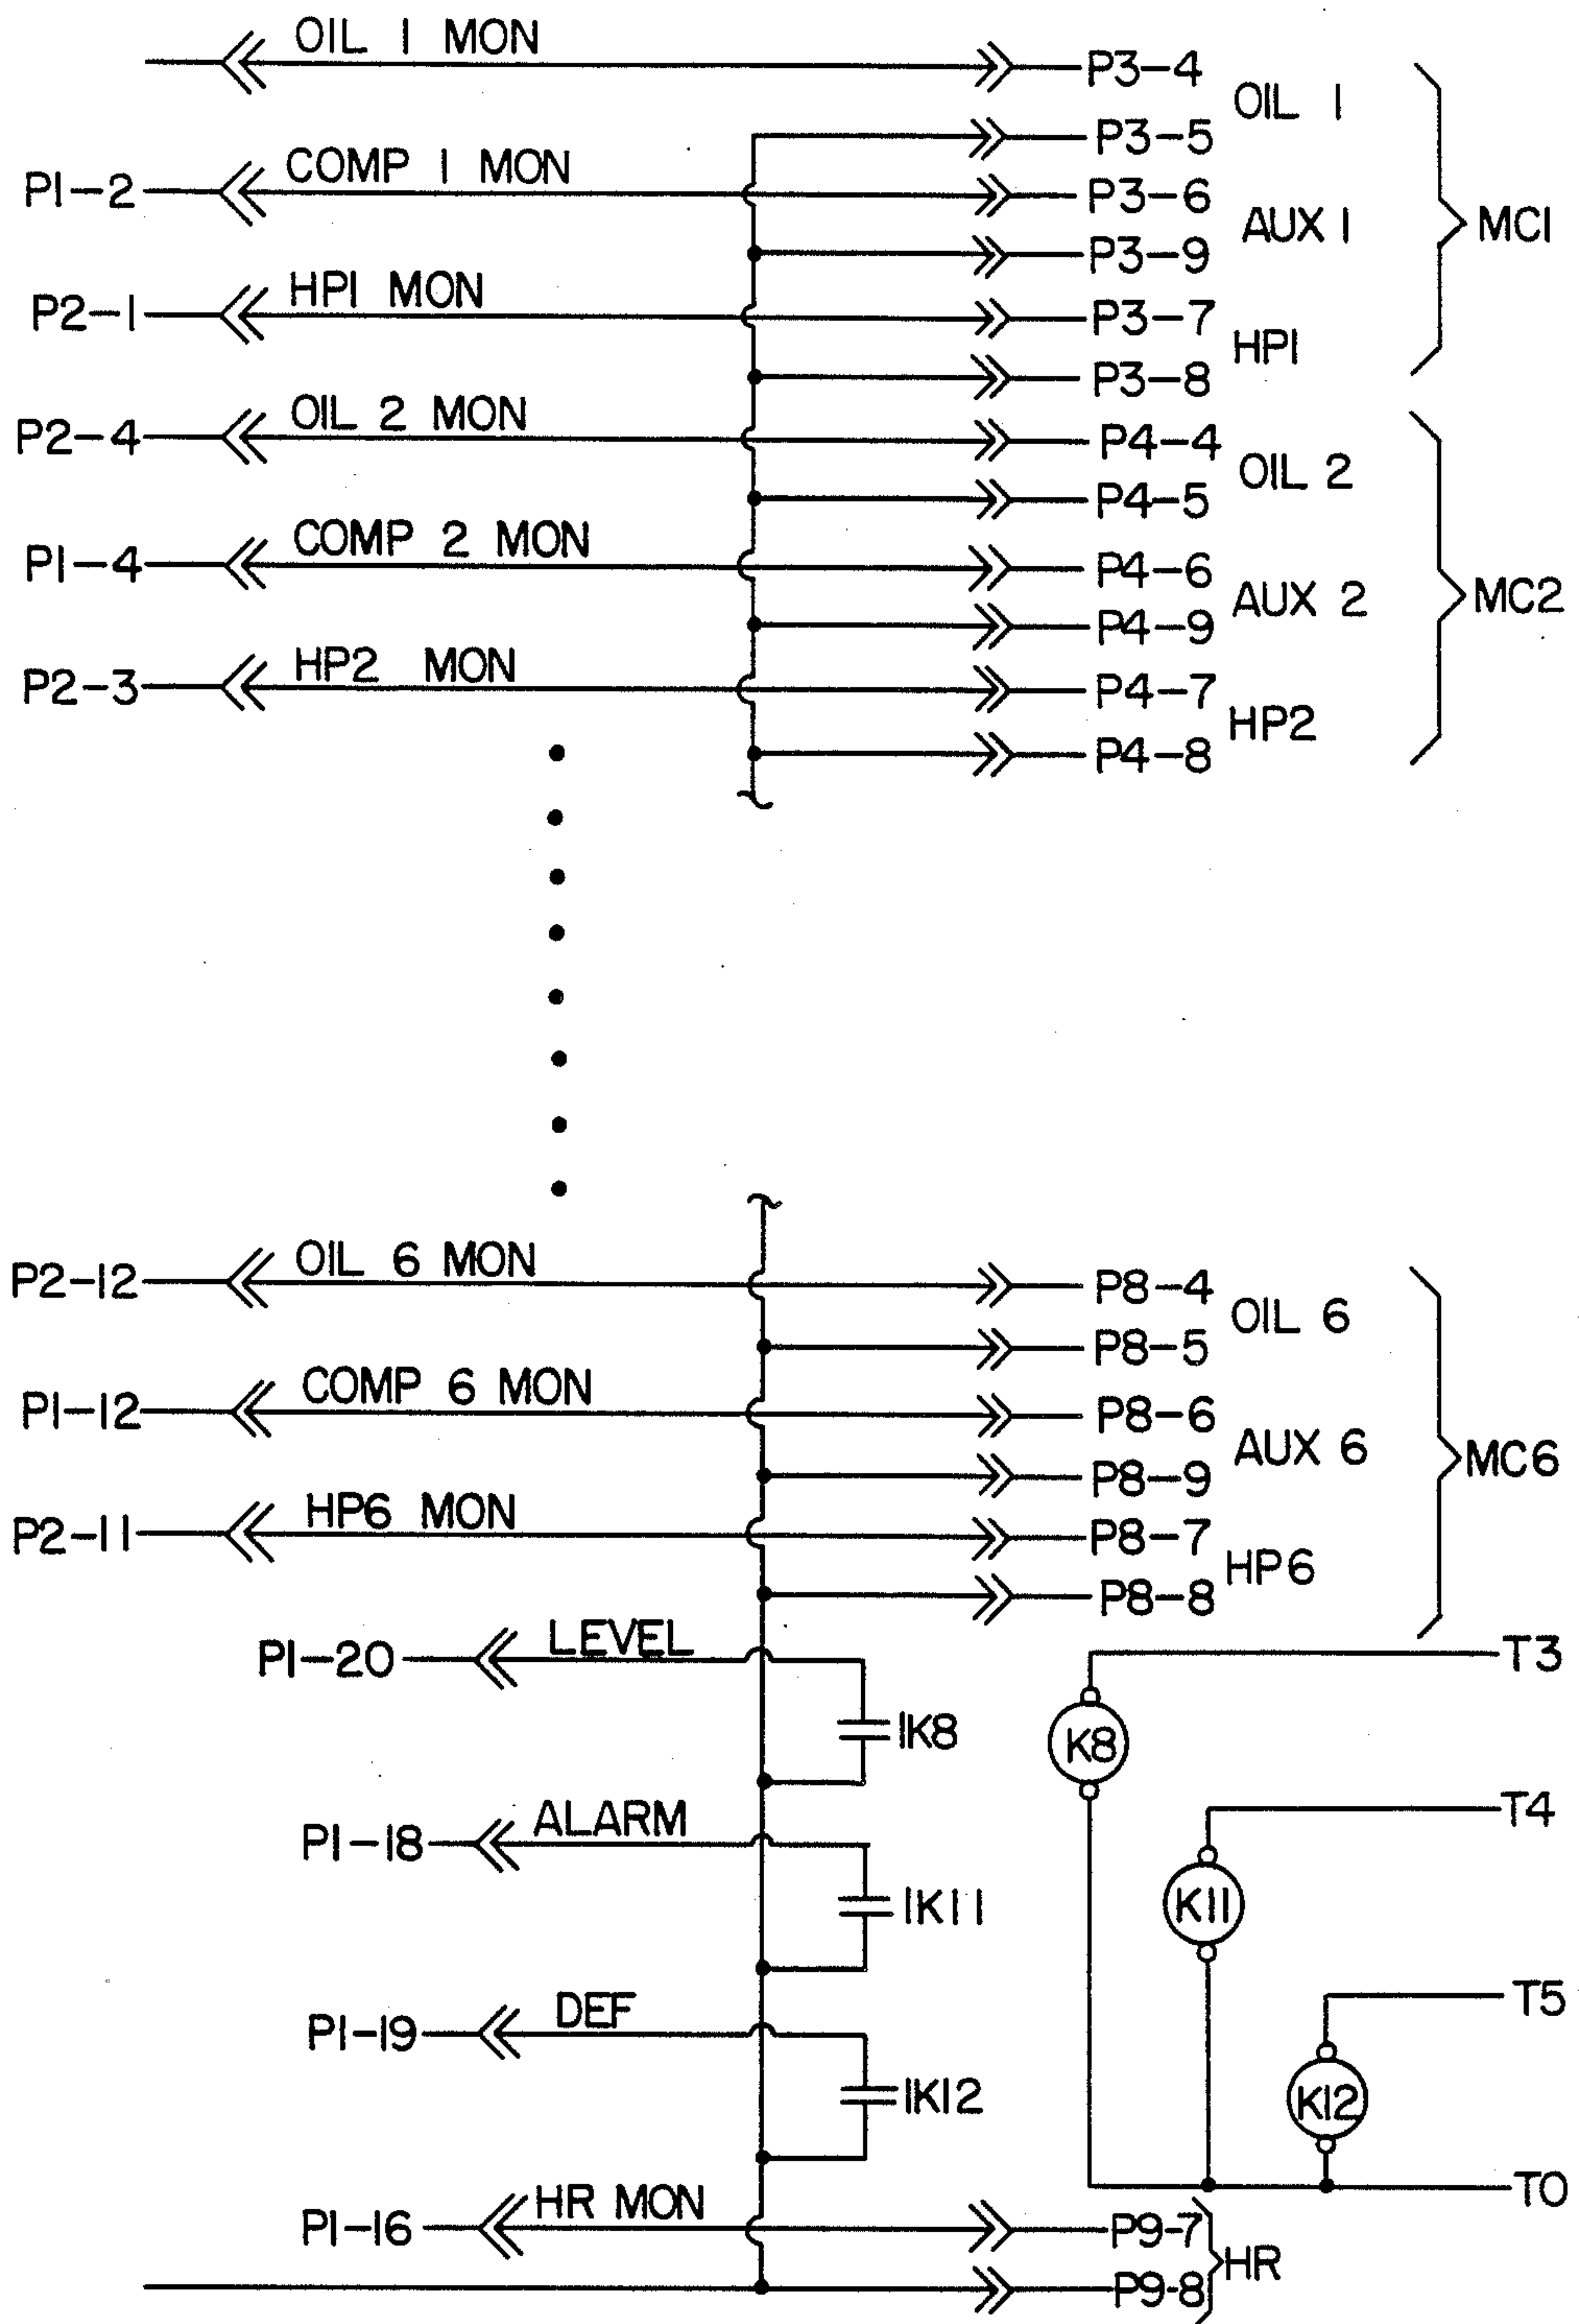 OIL 1 MON
P3-4
OIL 1
P3-5
COMP 1 MON
P1-2
P3-6
AUX 1
MC1
P3-9
HP1 MON
P2-1
P3-7
HP1
P3-8
OIL 2 MON
P2-4
P4-4
OIL 2
P4-5
COMP 2 MON
P1-4
P4-6
AUX 2
MC2
P4-9
HP2 MON
P2-3
P4-7
HP2
P4-8
OIL 6 MON
P2-12
P8-4
OIL 6
P8-5
COMP 6 MON
P1-12
P8-6
AUX 6
MC6
P8-9
HP6 MON
P2-11
P8-7
HP6
P8-8
LEVEL
P1-20
T3
1K8
K8
ALARM
P1-18
T4
1K11
K11
DEF
P1-19
T5
1K12
K12
T0
HR MON
P1-16
P9-7
HR
P9-8